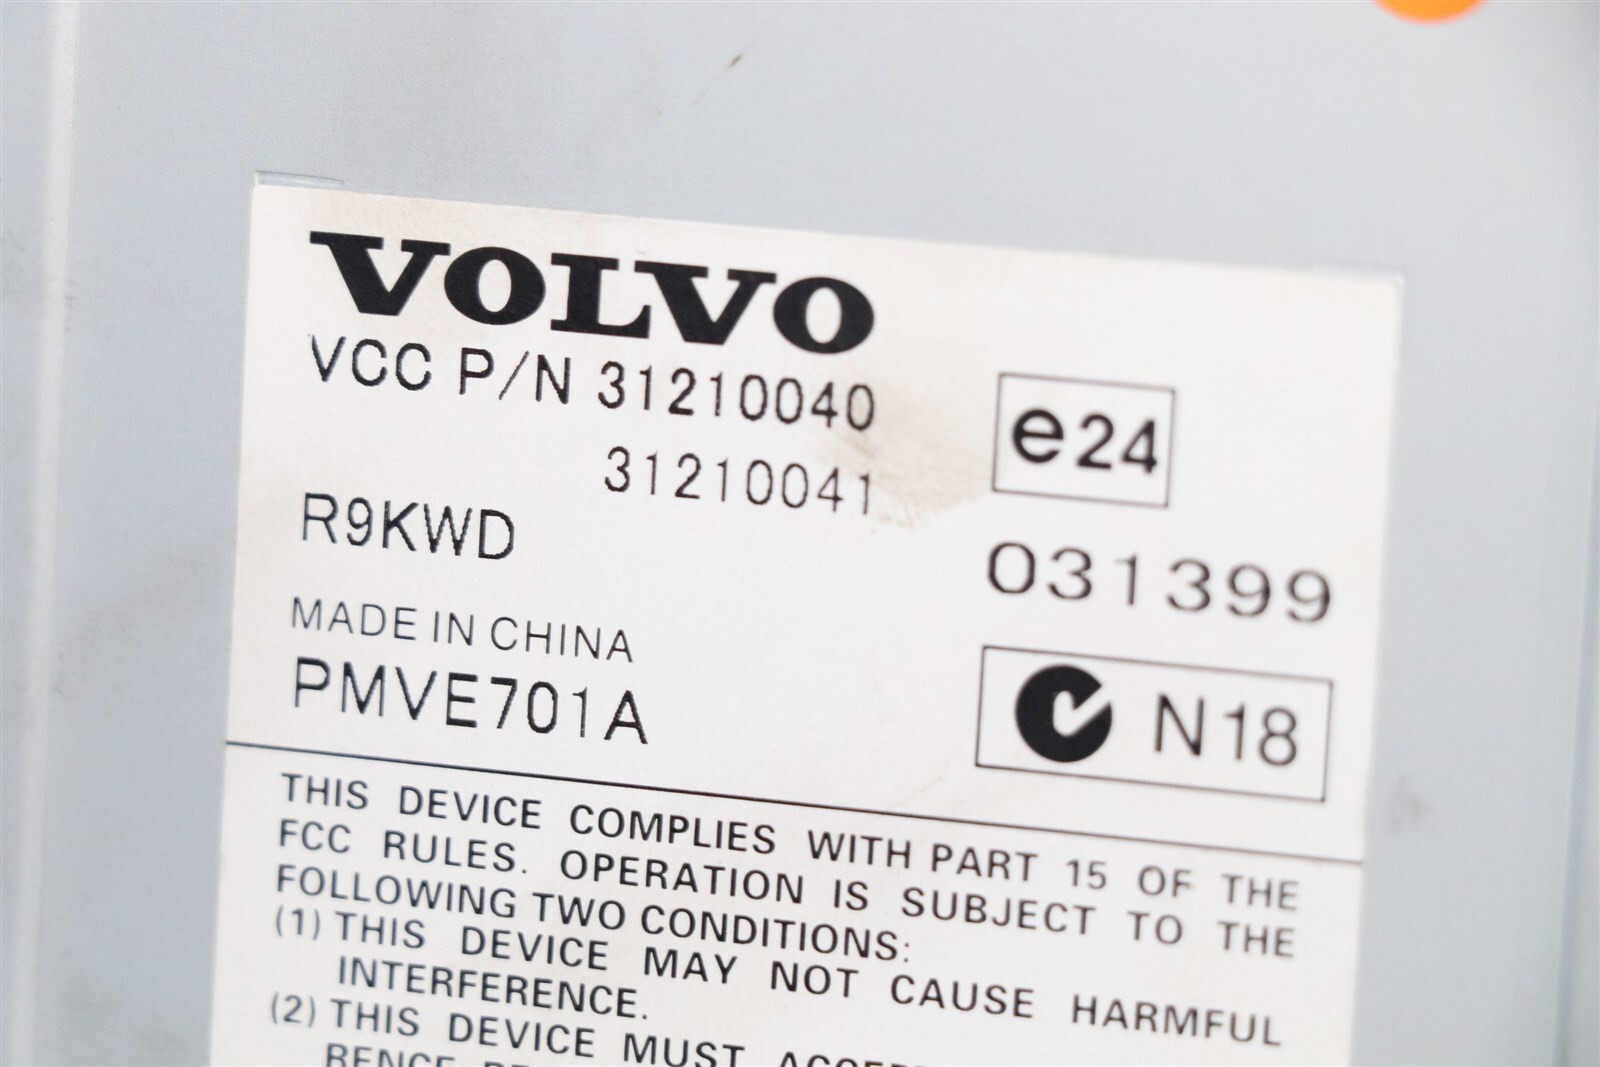 VOLVO
VCC P/N 31210040
31210041
e24
R9KWD
031399
MADE IN CHINA
PMVE701A
N18
THIS DEVICE COMPLIES WITH PART 15 OF THE
FCC RULES. OPERATION IS SUBJECT TO THE
FOLLOWING TWO CONDITIONS:
(1) THIS DEVICE MAY NOT CAUSE HARMFUL
INTERFERENCE.
(2) THIS DEVICE MUST
RENCE